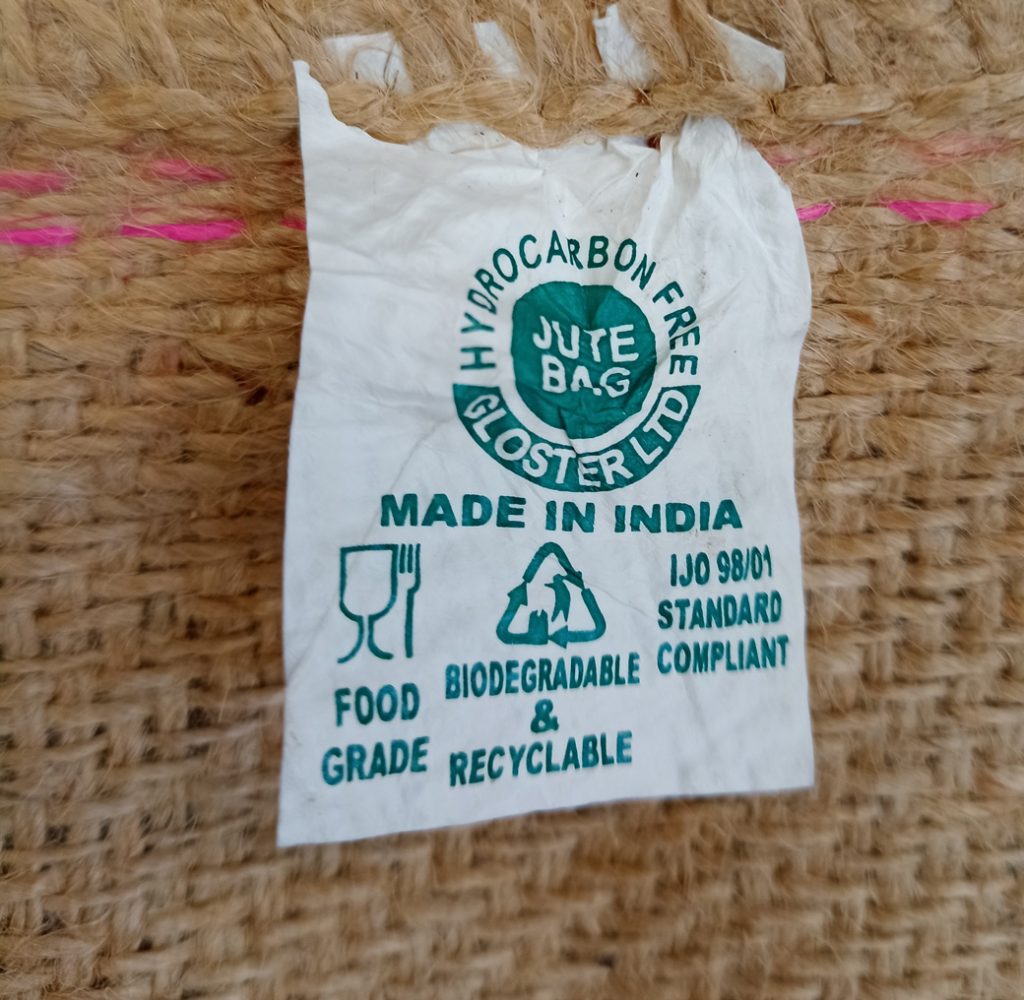 HYDROCARBON FREE
JUTE
BAG
GLOSTER LTD
MADE IN INDIA
IJO 98/01
STANDARD
COMPLIANT
BIODEGRADABLE
&
RECYCLABLE
FOOD
GRADE